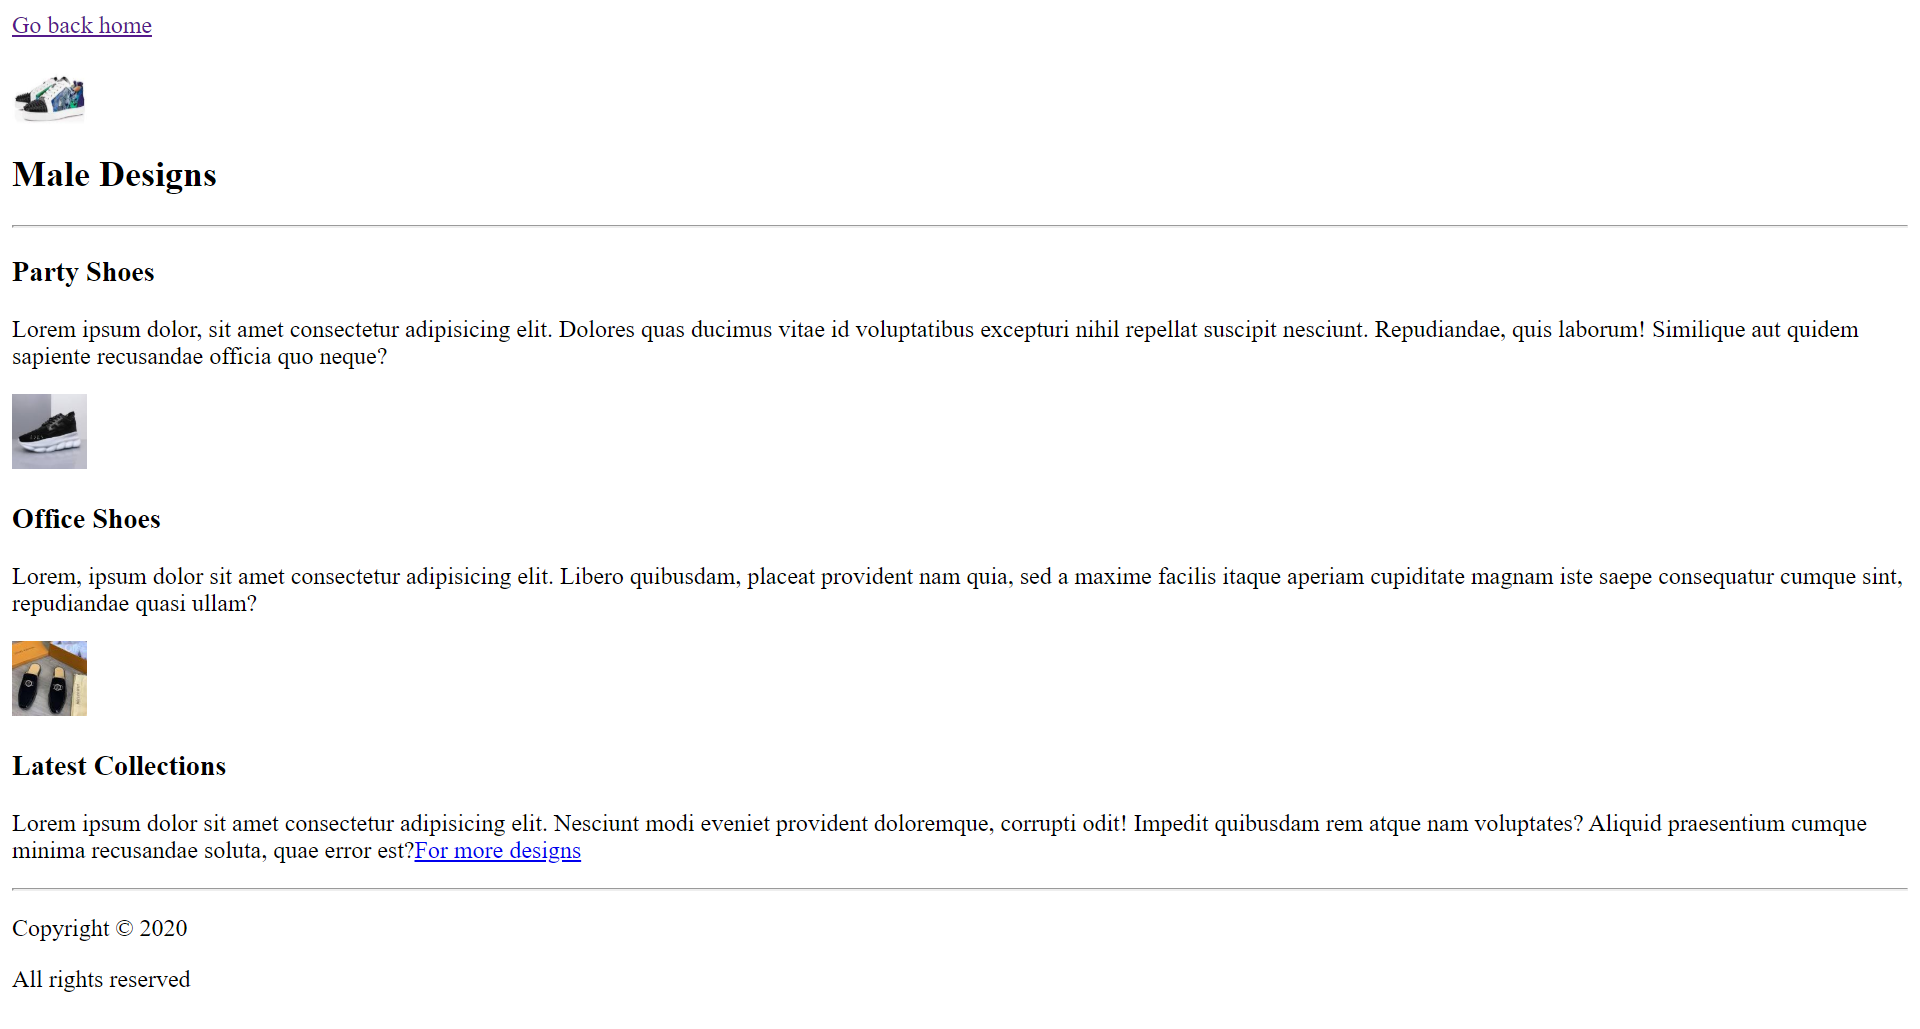 Go back home
Male Designs
Party Shoes
Lorem ipsum dolor, sit amet consectetur adipisicing elit. Dolores quas ducimus vitae id voluptatibus excepturi nihil repellat suscipit nesciunt. Repudiandae, quis laborum! Similique aut quidem
sapiente recusandae officia quo neque?
Office Shoes
Lorem, ipsum dolor sit amet consectetur adipisicing elit. Libero quibusdam, placeat provident nam quia, sed a maxime facilis itaque aperiam cupiditate magnam iste saepe consequatur cumque sint,
repudiandae quasi ullam?
Latest Collections
Lorem ipsum dolor sit amet consectetur adipisicing elit. Nesciunt modi eveniet provident doloremque, corrupti odit! Impedit quibusdam rem atque nam voluptates? Aliquid praesentium cumque
minima recusandae soluta, quae error est?For more designs
Copyright © 2020
All rights reserved